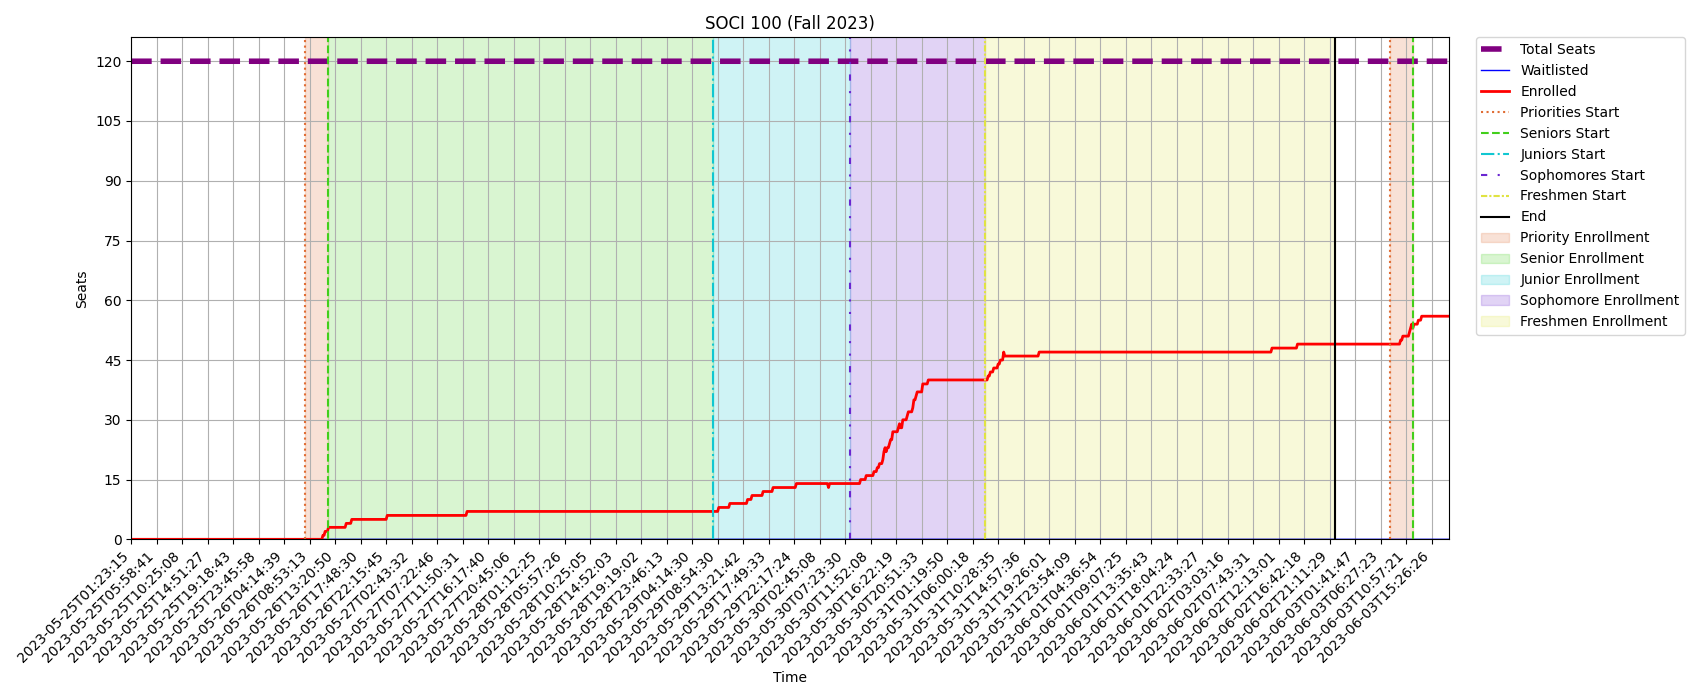 SOCI 100 (Fall 2023)
120
105
90
75
60
45
30
15
0
Seats
2023-05-25T01:23:15
2023-05-25T05:58:41
2023-05-25T10:25:08
2023-05-25T14:51:27
2023-05-25T19:18:43
2023-05-25T23:45:58
2023-05-26T04:14:39
2023-05-26T08:53:13
2023-05-26T13:20:50
2023-05-26T17:48:30
2023-05-26T22:15:45
2023-05-27T02:43:32
2023-05-27T07:22:46
2023-05-27T11:50:31
2023-05-27T16:17:40
2023-05-27T20:45:06
2023-05-28T01:12:25
2023-05-28T05:57:26
2023-05-28T10:25:05
2023-05-28T14:52:03
2023-05-28T19:19:02
2023-05-28T23:46:13
2023-05-29T04:14:30
2023-05-29T08:54:30
2023-05-29T13:21:42
2023-05-29T17:49:33
2023-05-29T22:17:24
2023-05-30T02:45:08
2023-05-30T07:23:30
2023-05-30T11:52:08
2023-05-30T16:22:19
2023-05-30T20:51:33
2023-05-31T01:19:50
2023-05-31T06:00:18
2023-05-31T10:28:35
2023-05-31T14:57:36
2023-05-31T19:26:01
2023-05-31T23:54:09
2023-06-01T04:36:54
2023-06-01T09:07:25
2023-06-01T13:35:43
2023-06-01T18:04:24
2023-06-01T22:33:27
2023-06-02T03:03:16
2023-06-02T07:43:31
2023-06-02T12:13:01
2023-06-02T16:42:18
2023-06-02T21:11:29
2023-06-03T01:41:47
2023-06-03T06:27:23
2023-06-03T10:57:21
2023-06-03T15:26:26
Time
Total Seats
Waitlisted
Enrolled
Priorities Start
Seniors Start
Juniors Start
Sophomores Start
Freshmen Start
End
Priority Enrollment
Senior Enrollment
Junior Enrollment
Sophomore Enrollment
Freshmen Enrollment